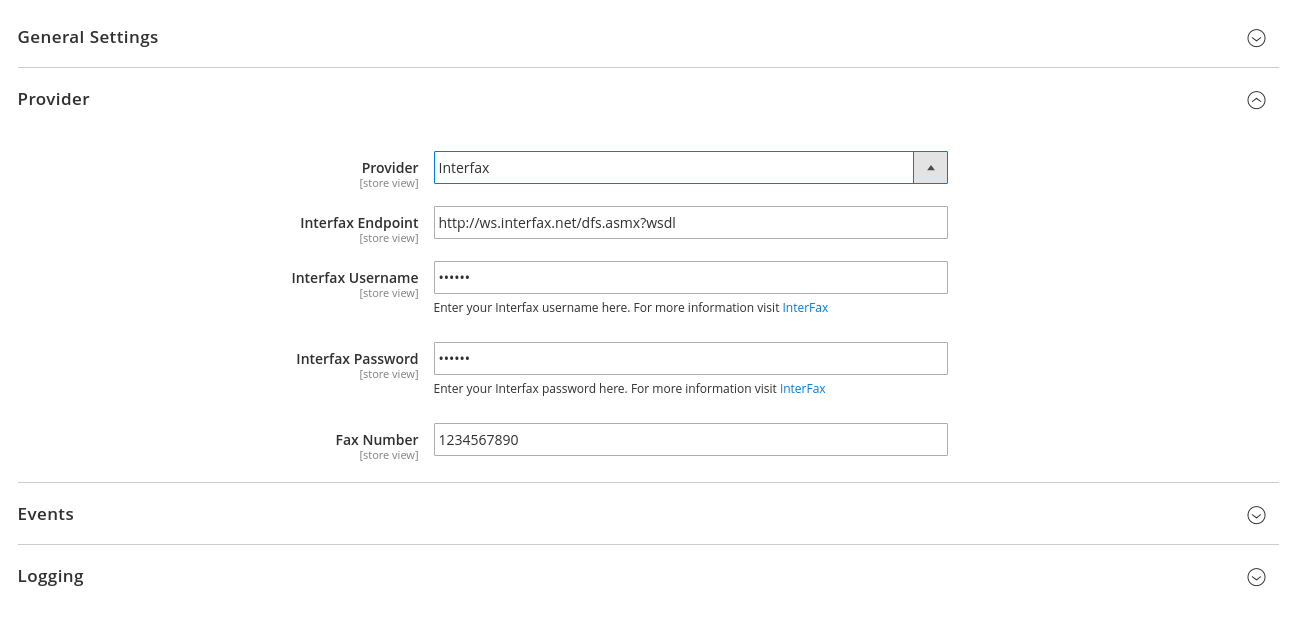 General Settings
Provider
Provider
[store view]
Interfax
Interfax Endpoint
[store view]
http://ws.interfax.net/dfs.asmx?wsdl
Interfax Username
[store view]
••••••
Enter your Interfax username here. For more information visit InterFax
Interfax Password
[store view]
••••••
Enter your Interfax password here. For more information visit InterFax
Fax Number
[store view]
1234567890
Events
Logging